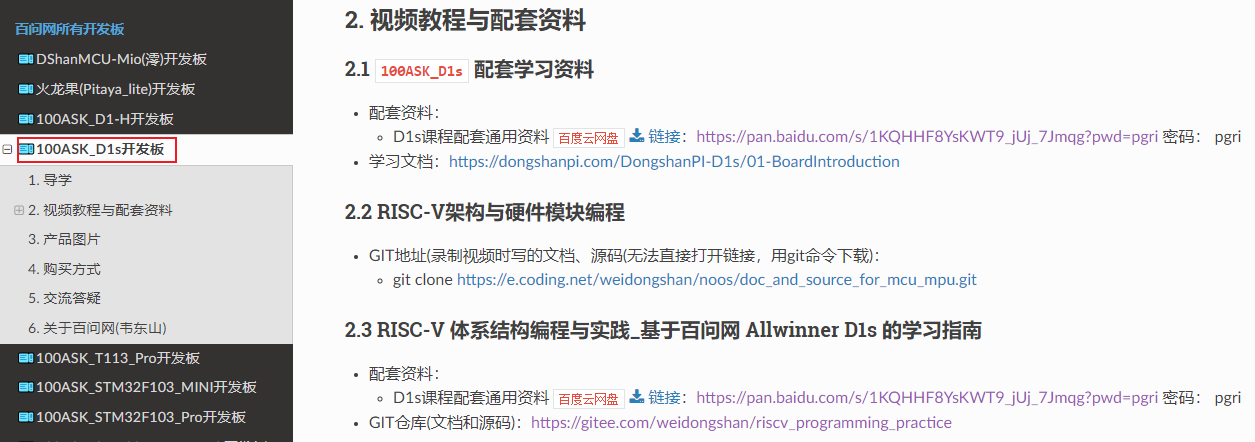 百问网所有开发板
DShanMCU-Mio(澪)开发板
火龙果(Pitaya_lite)开发板
100ASK_D1-H开发板
100ASK_D1s开发板
1. 导学
2. 视频教程与配套资料
3. 产品图片
4. 购买方式
5. 交流答疑
6. 关于百问网(韦东山)
100ASK_T113_Pro开发板
100ASK_STM32F103_MINI开发板
100ASK_STM32F103_Pro开发板
2. 视频教程与配套资料
2.1 100ASK_D1s 配套学习资料
配套资料：
D1s课程配套通用资料 百度云网盘 链接：https://pan.baidu.com/s/1KQHHF8YsKWT9_jUj_7Jmqg?pwd=pgri 密码： pgri
学习文档：https://dongshanpi.com/DongshanPI-D1s/01-BoardIntroduction
2.2 RISC-V架构与硬件模块编程
GIT地址(录制视频时写的文档、源码(无法直接打开链接，用git命令下载)：
git clone https://e.coding.net/weidongshan/noos/doc_and_source_for_mcu_mpu.git
2.3 RISC-V 体系结构编程与实践_基于百问网 Allwinner D1s 的学习指南
配套资料：
D1s课程配套通用资料 百度云网盘 链接：https://pan.baidu.com/s/1KQHHF8YsKWT9_jUj_7Jmqg?pwd=pgri 密码： pgri
GIT仓库(文档和源码)：https://gitee.com/weidongshan/riscv_programming_practice